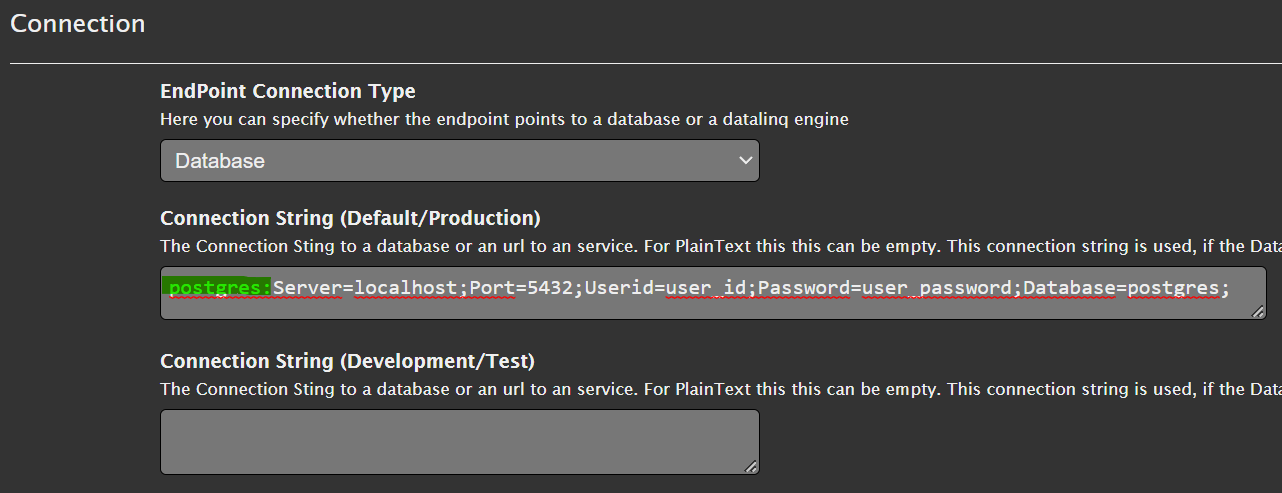 Connection
EndPoint Connection Type
Here you can specify whether the endpoint points to a database or a datalinq engine
Database
Connection String (Default/Production)
The Connection Sting to a database or an url to an service. For PlainText this this can be empty. This connection string is used, if the Data
postgres:Server=localhost;Port=5432;Userid=user_id;Password=user_password;Database=postgres;
Connection String (Development/Test)
The Connection Sting to a database or an url to an service. For PlainText this this can be empty. This connection string is used, if the Data